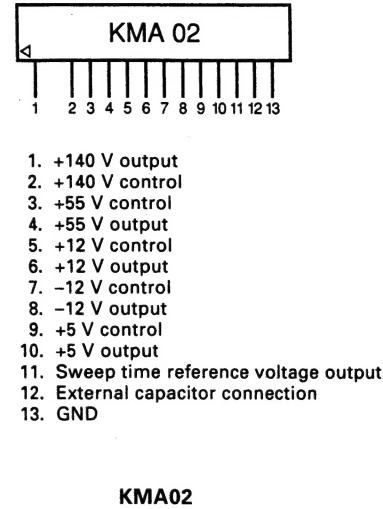 KMA 02
1 2 3 4 5 6 7 8 9 10 11 12 13
1. +140 V output
2. +140 V control
3. +55 V control
4. +55 V output
5. +12 V control
6. +12 V output
7. −12 V control
8. −12 V output
9. +5 V control
10. +5 V output
11. Sweep time reference voltage output
12. External capacitor connection
13. GND
KMA02